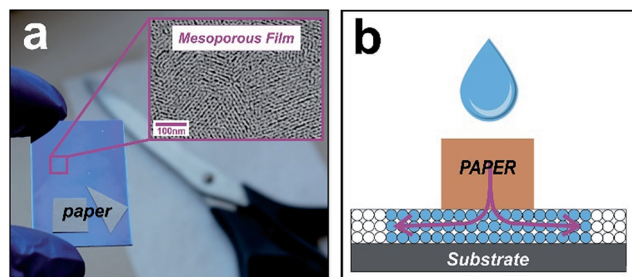 a
Mesoporous Film
100nm
paper
b
PAPER
Substrate